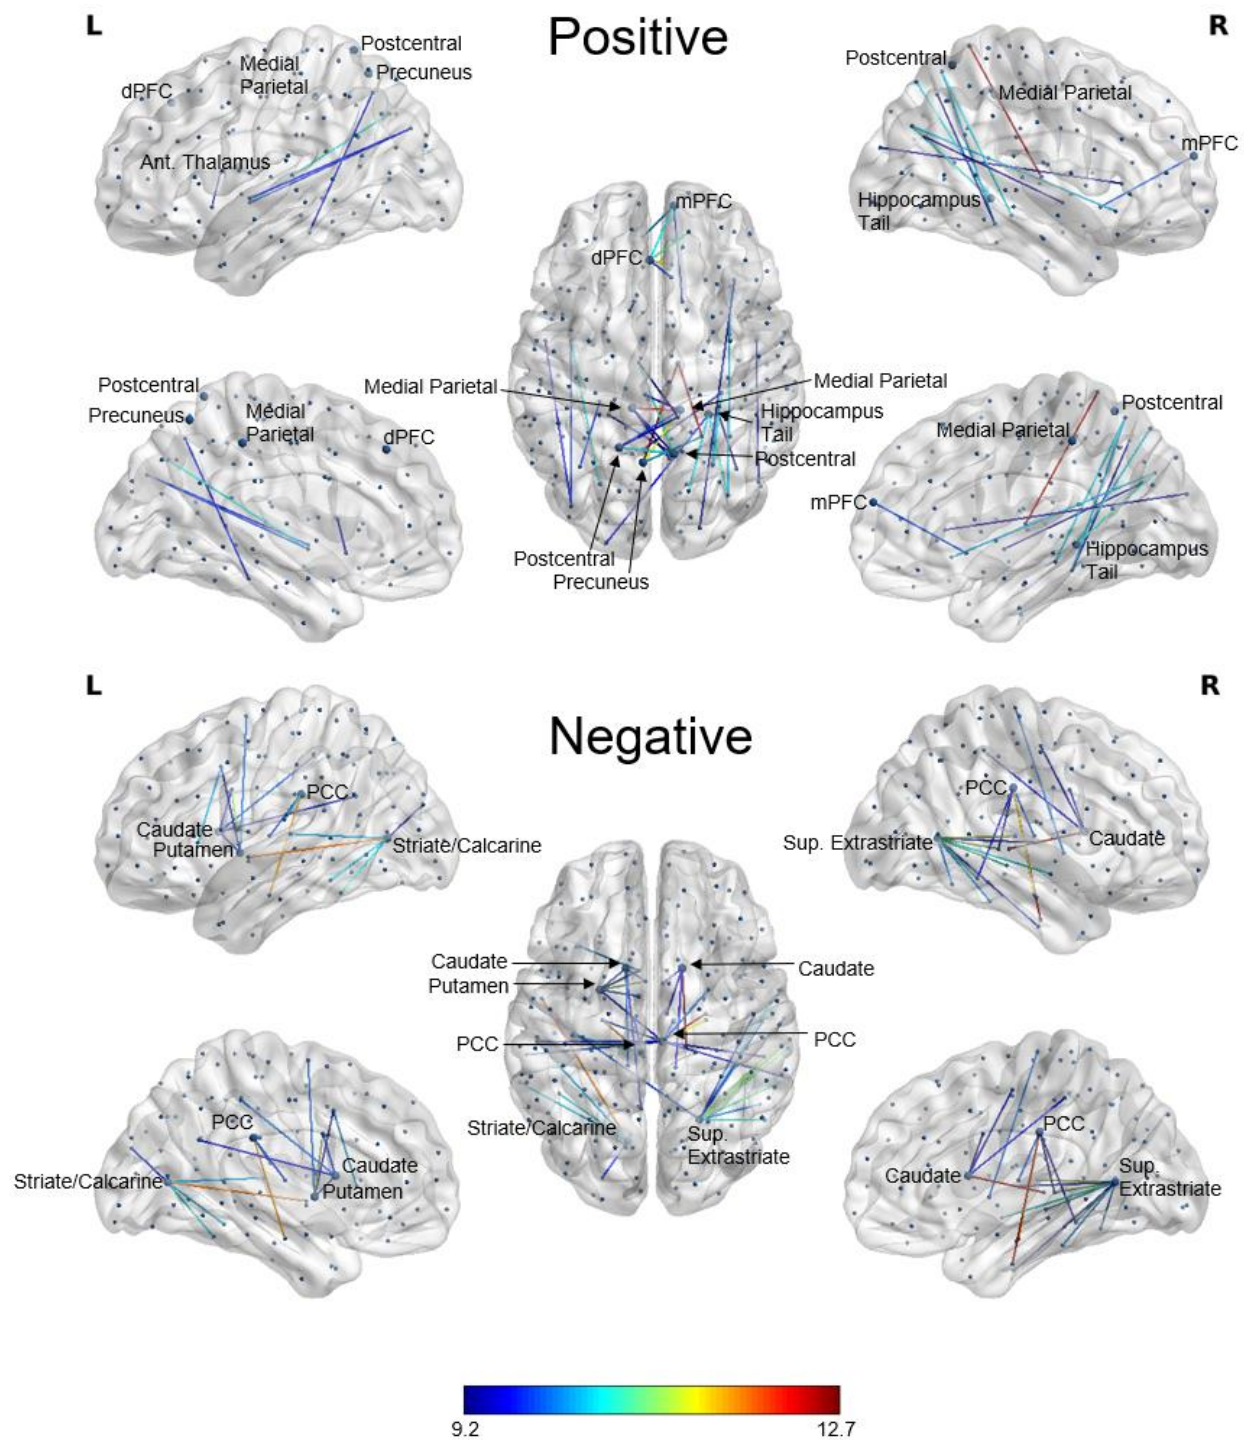 L
Positive
R
Postcentral
Medial
Parietal
Precuneus
dPFC
Ant. Thalamus
Postcentral
Medial Parietal
mPFC
Hippocampus
Tail
mPFC
dPFC
Medial Parietal
Medial Parietal
Hippocampus
Tail
Postcentral
Postcentral
Precuneus
Postcentral
Precuneus
Medial
Parietal
dPFC
Postcentral
Medial Parietal
mPFC
Hippocampus
Tail
L
R
Negative
PCC
Caudate
Putamen
Striate/Calcarine
PCC
Sup. Extrastriate
Caudate
Caudate
Putamen
Caudate
PCC
PCC
Striate/Calcarine
Sup.
Extrastriate
PCC
Striate/Calcarine
Caudate
Putamen
PCC
Caudate
Sup.
Extrastriate
9.2
12.7